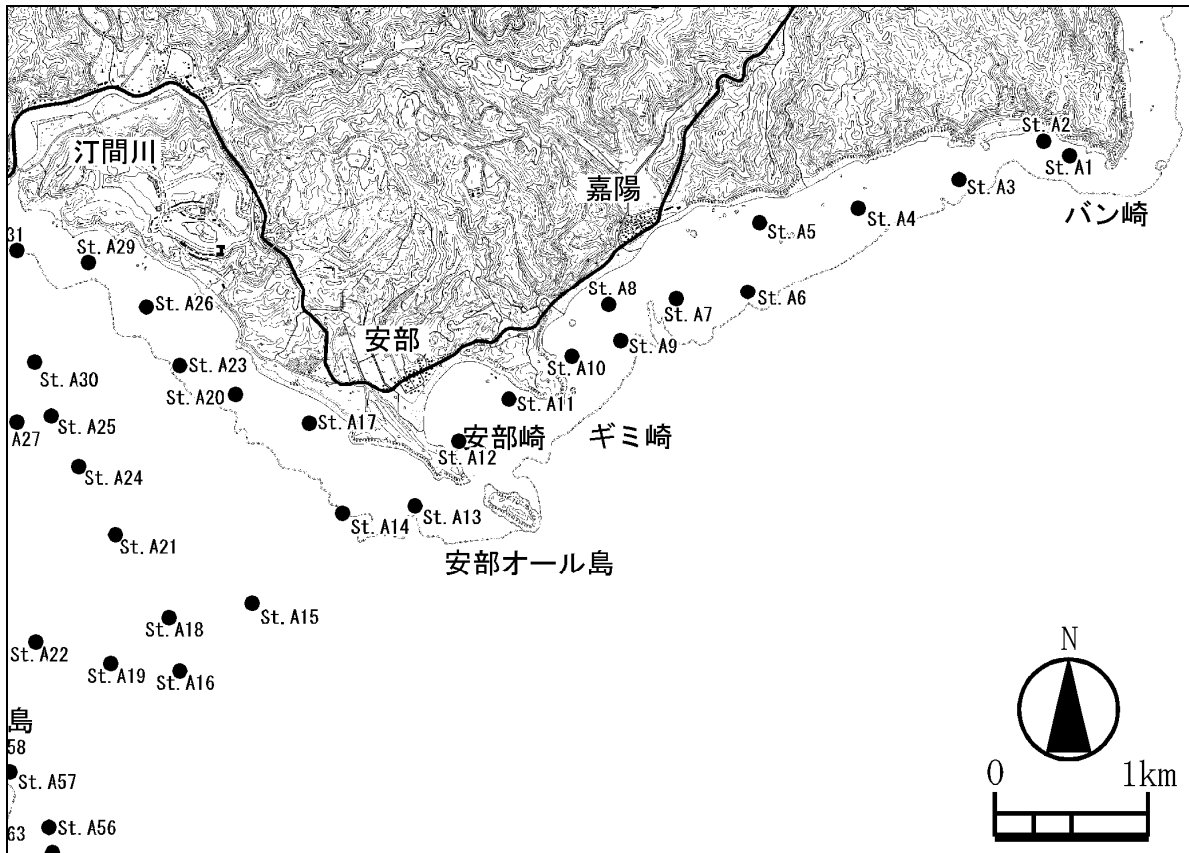 St. A2
St. A1
汀間川
嘉陽
St. A3
バン崎
St. A4
31
St. A5
St. A29
St. A8
St. A26
St. A7
St. A6
安部
St. A9
St. A10
St. A30
St. A23
St. A20
St. A11
St. A25
A27
St. A17
安部崎
ギミ崎
St. A12
St. A24
St. A14
St. A13
St. A21
安部オール島
St. A15
St. A18
St. A22
St. A19
St. A16
N
島
58
St. A57
0 1km
63
St. A56